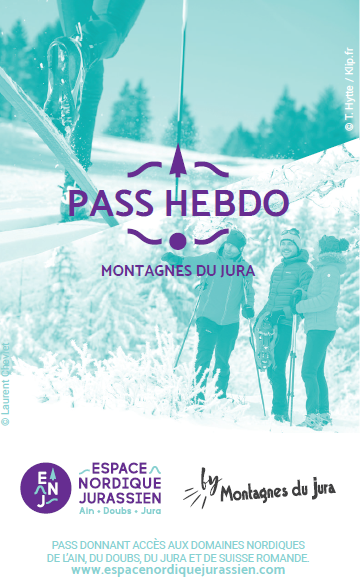 © T. Hytte / Klip.fr
PASS HEBDO
MONTAGNES DU JURA
© Laurent Cheviet
EANJ
ESPACE
NORDIQUE
JURASSIEN
Ain • Doubs • Jura
by
Montagnes du Jura
PASS DONNANT ACCÈS AUX DOMAINES NORDIQUES
DE L'AIN, DU DOUBS, DU JURA ET DE SUISSE ROMANDE.
www.espacenordiquejurassien.com